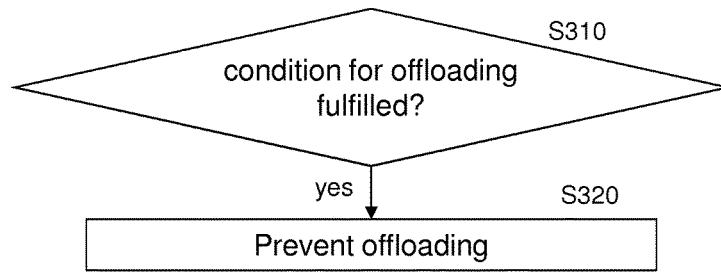 S310
condition for offloading
fulfilled?
yes
S320
Prevent offloading